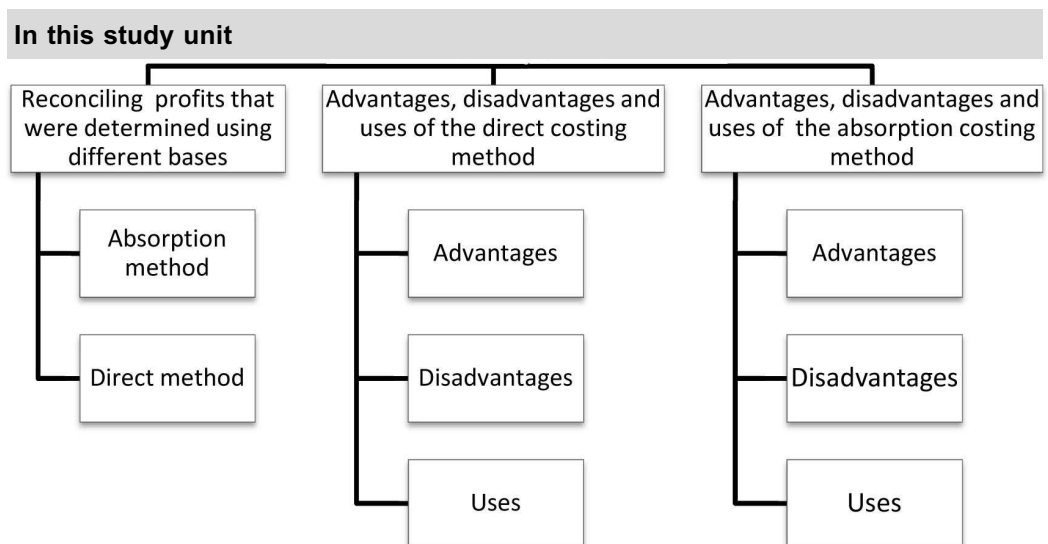 In this study unit
Reconciling profits that
were determined using
different bases
Absorption
method
Direct method
Advantages, disadvantages and
uses of the direct costing
method
Advantages
Disadvantages
Uses
Advantages, disadvantages and
uses of the absorption costing
method
Advantages
Disadvantages
Uses